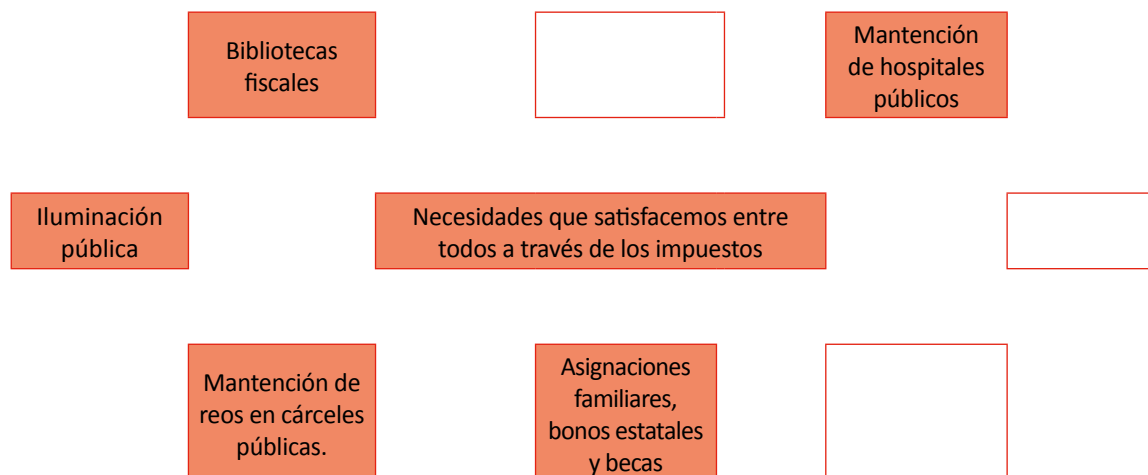 Bibliotecas
fiscales
Mantención
de hospitales
públicos
Iluminación
pública
Necesidades que satisfacemos entre
todos a través de los impuestos
Mantención de
reos en cárceles
públicas.
Asignaciones
familiares,
bonos estatales
y becas